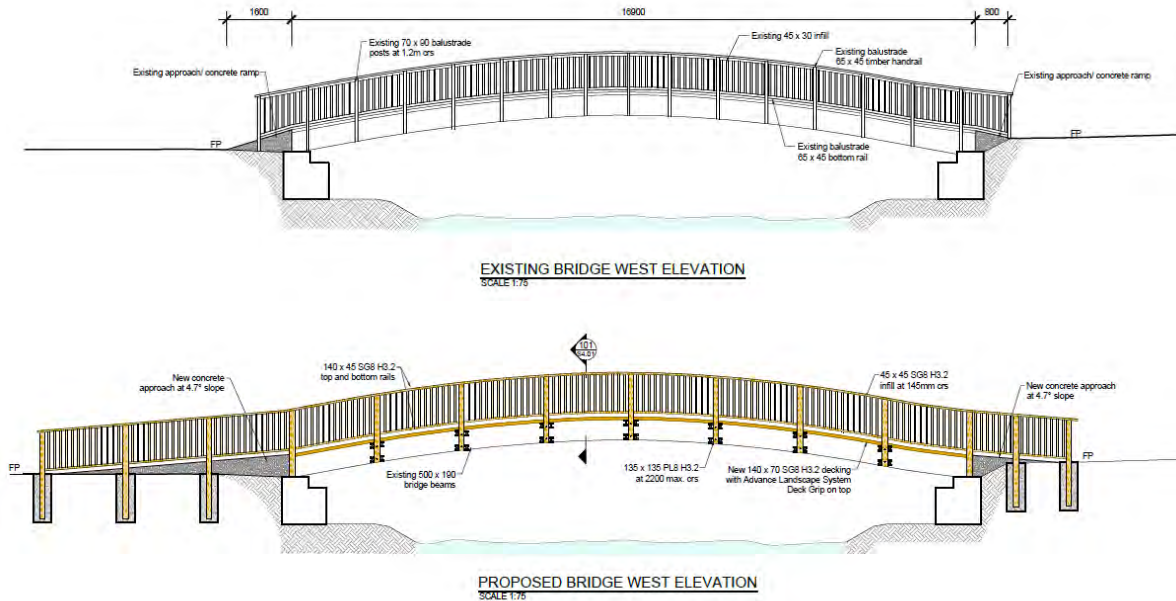 1600
16900
800
Existing 70 x 90 balustrade
posts at 1.2m crs
Existing 45 x 30 infill
Existing balustrade
65 x 45 timber handrail
Existing approach/ concrete ramp
Existing approach/ concrete ramp
FP
FP
Existing balustrade
65 x 45 bottom rail
EXISTING BRIDGE WEST ELEVATION
SCALE 1:75
101
S4.01
New concrete
approach at 4.7° slope
140 x 45 SG8 H3.2
top and bottom rails
45 x 45 SG8 H3.2
infill at 145mm crs
New concrete approach
at 4.7° slope
FP
FP
Existing 500 x 190
bridge beams
135 x 135 PL8 H3.2
at 2200 max. crs
New 140 x 70 SG8 H3.2 decking
with Advance Landscape System
Deck Grip on top
PROPOSED BRIDGE WEST ELEVATION
SCALE 1:75